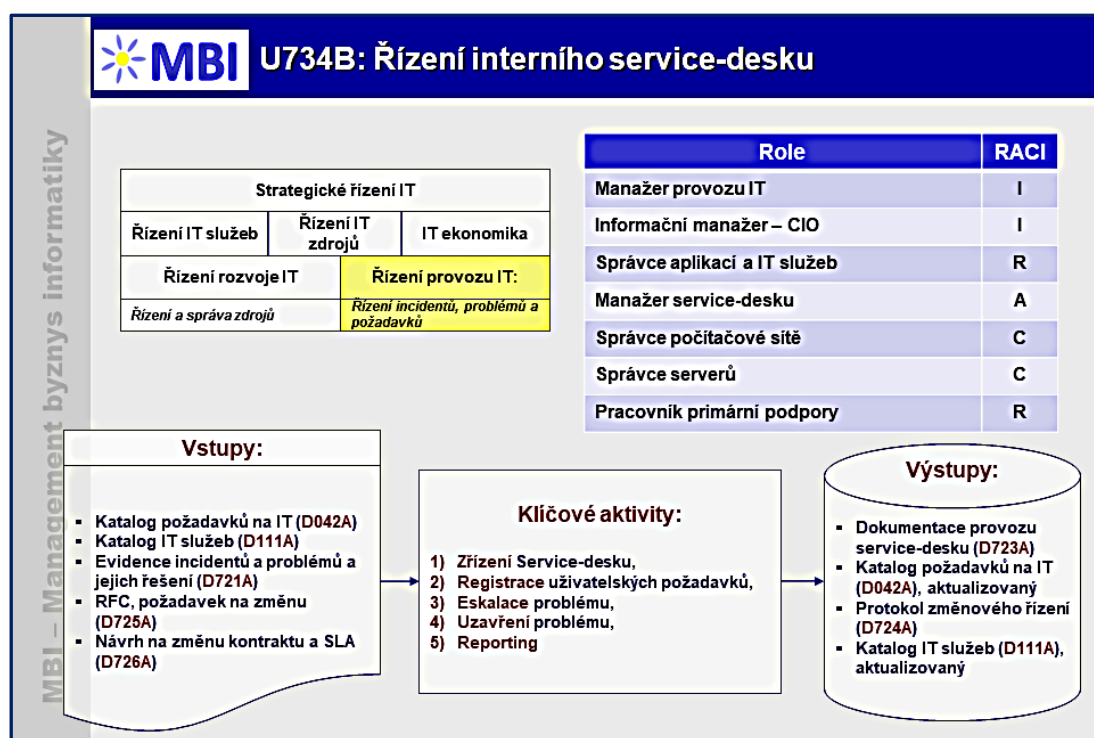 MBI
U734B: Řízení interního service-desku
MBI – Management byznys informatiky
Strategické řízení IT
Řízení IT služeb
Řízení IT
zdrojů
IT ekonomika
Řízení rozvoje IT
Řízení provozu IT:
Řízení a správa zdrojů
Řízení incidentů, problémů a
požadavků
Role RACI
Manažer provozu IT I
Informační manažer – CIO I
Správce aplikací a IT služeb R
Manažer service-desku A
Správce počítačové sítě C
Správce serverů C
Pracovník primární podpory R
Vstupy:
▪ Katalog požadavků na IT (D042A)
▪ Katalog IT služeb (D111A)
▪ Evidence incidentů a problémů a
jejich řešení (D721A)
▪ RFC, požadavek na změnu
(D725A)
▪ Návrh na změnu kontraktu a SLA
(D726A)
Klíčové aktivity:
1) Zřízení Service-desku,
2) Registrace uživatelských požadavků,
3) Eskalace problému,
4) Uzavření problému,
5) Reporting
Výstupy:
▪ Dokumentace provozu
service-desku (D723A)
▪ Katalog požadavků na IT
(D042A), aktualizovaný
▪ Protokol změnového řízení
(D724A)
▪ Katalog IT služeb (D111A),
aktualizovaný